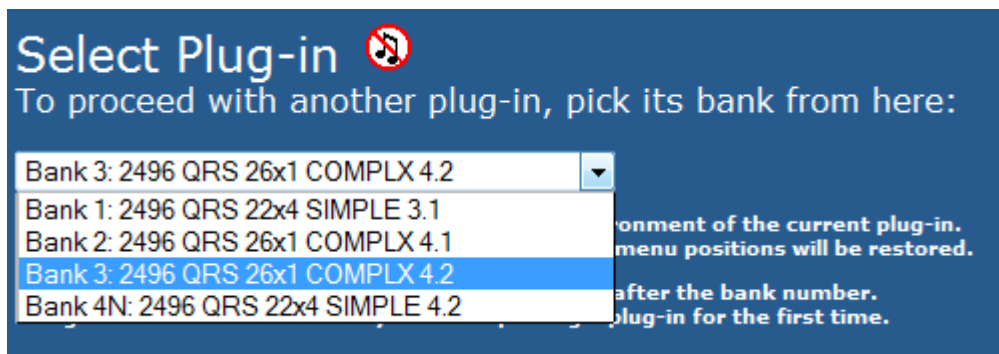 Select Plug-in
To proceed with another plug-in, pick its bank from here:
Bank 3: 2496 QRS 26x1 COMPLX 4.2
Bank 1: 2496 QRS 22x4 SIMPLE 3.1
Bank 2: 2496 QRS 26x1 COMPLX 4.1
Bank 3: 2496 QRS 26x1 COMPLX 4.2
Bank 4N: 2496 QRS 22x4 SIMPLE 4.2
of the current plug-in.
menu positions will be restored.
after the bank number.
plug-in for the first time.